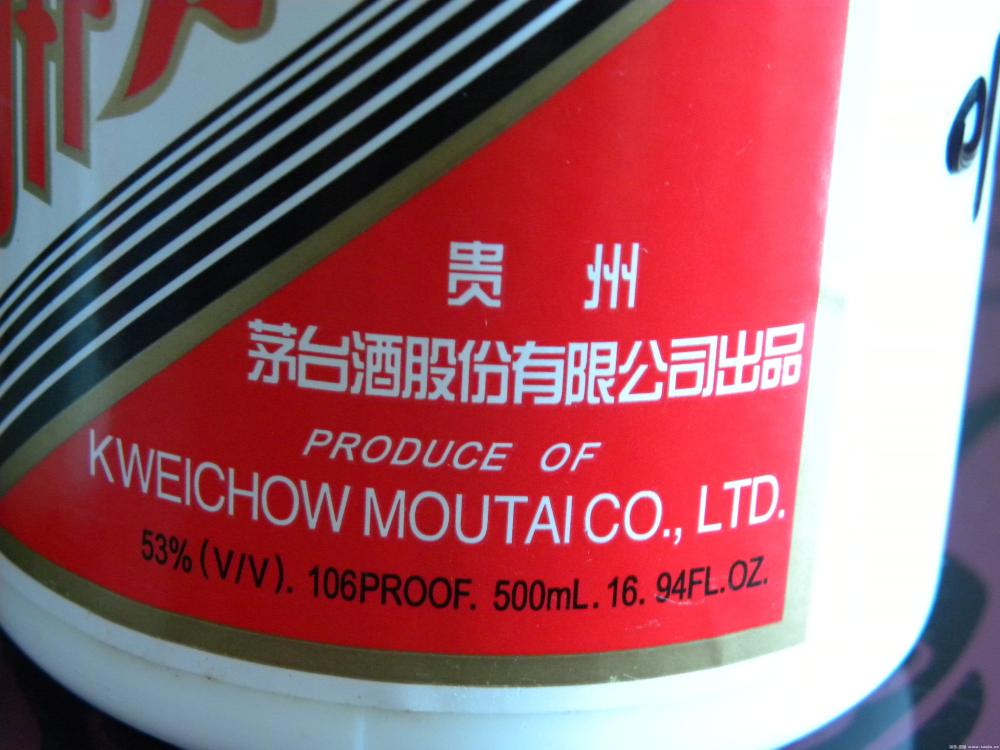 贵 州
茅台酒股份有限公司出品
PRODUCE OF
KWEICHOW MOUTAI CO., LTD.
53% (V/V). 106PROOF. 500mL. 16. 94FL.OZ.